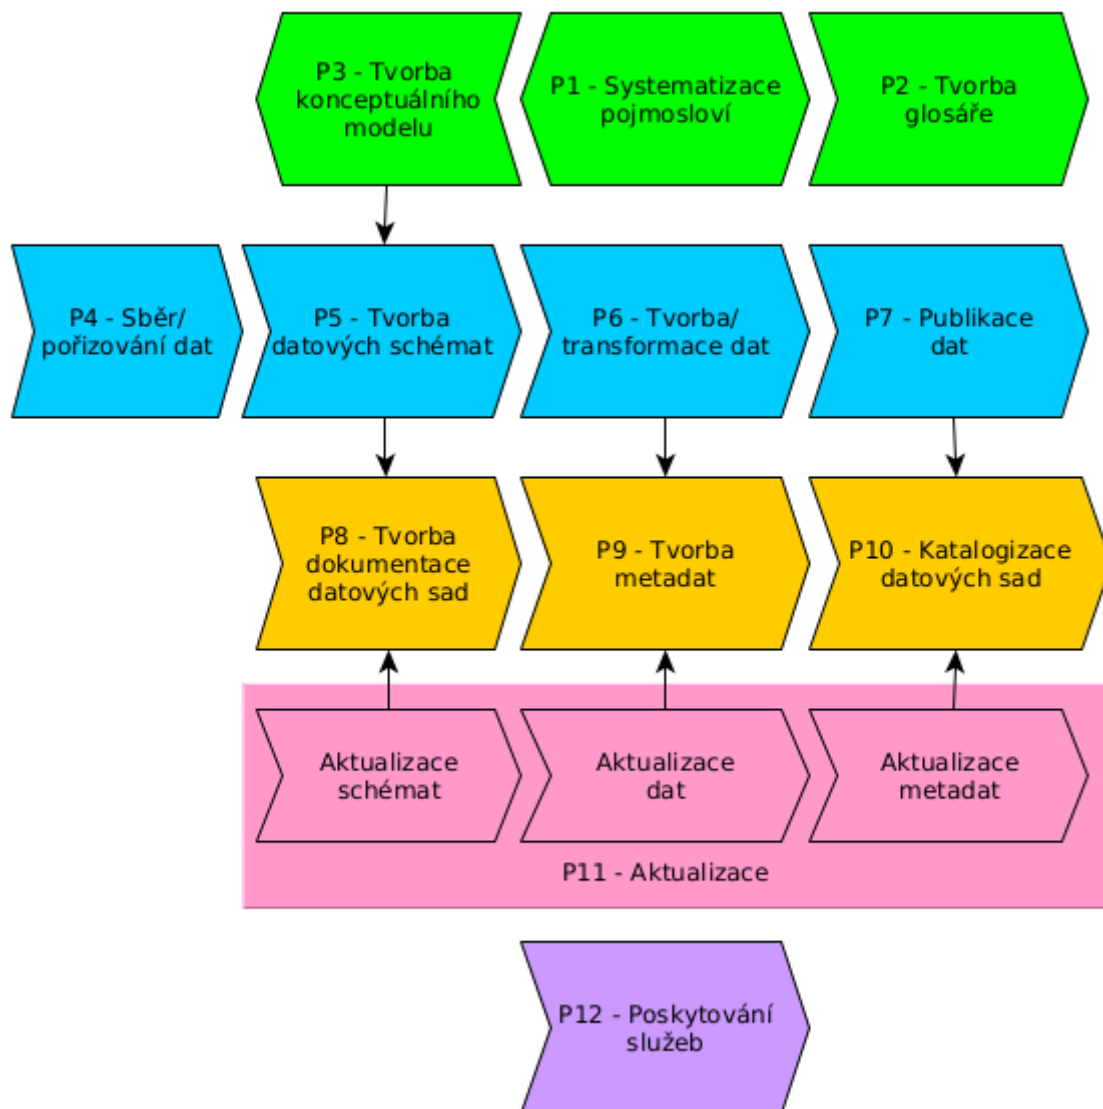 P3 - Tvorba
konceptuálního
modelu
P1 - Systematizace
pojmosloví
P2 - Tvorba
glosáře
P4 - Sběr/
pořizování dat
P5 - Tvorba
datových schémat
P6 - Tvorba/
transformace dat
P7 - Publikace
dat
P8 - Tvorba
dokumentace
datových sad
P9 - Tvorba
metadat
P10 - Katalogizace
datových sad
Aktualizace
schémat
Aktualizace
dat
Aktualizace
metadat
P11 - Aktualizace
P12 - Poskytování
služeb